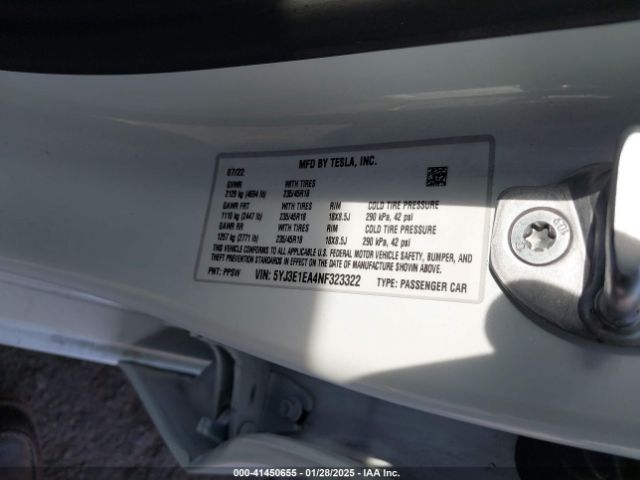 MFD BY TESLA, INC.
07/22
GVWR WITH TIRES
2129 kg (4694 lb) 235/45R18
GAWR FRT WITH TIRES RIM COLD TIRE PRESSURE
1110 kg (2447 lb) 235/45R18 18X8.5J 290 kPa, 42 psi
GAWR RR WITH TIRES RIM COLD TIRE PRESSURE
1257 kg (2771 lb) 235/45R18 18X8.5J 290 kPa, 42 psi
THIS VEHICLE CONFORMS TO ALL APPLICABLE
U.S. FEDERAL MOTOR VEHICLE SAFETY, BUMPER, AND
THEFT PREVENTION STANDARDS IN EFFECT ON THE DATE OF MANUFACTURE SHOWN ABOVE.
PNT: PPSW VIN: 5YJ3E1EA4NF323322 TYPE: PASSENGER CAR
000-41450655 - 01/28/2025 - IAA Inc.